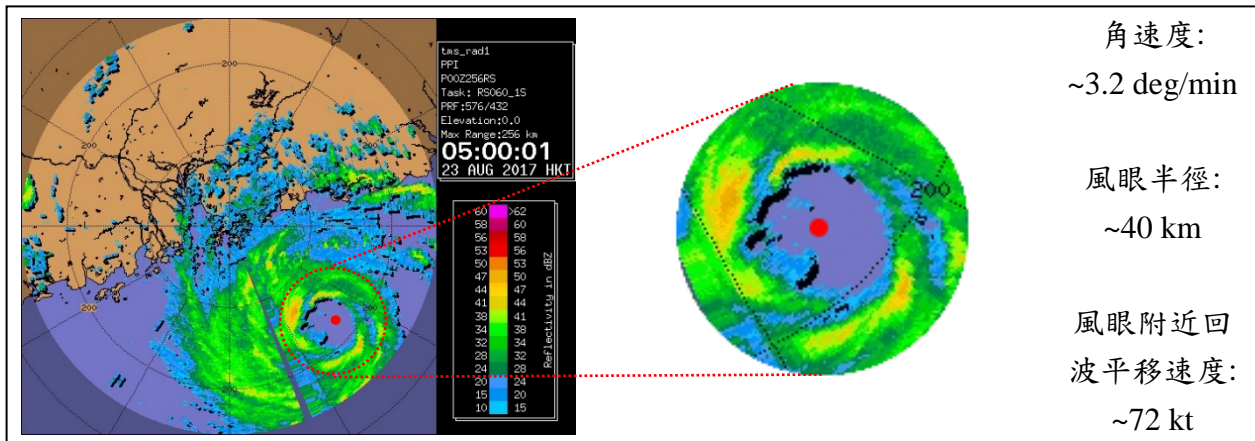 tms_rad1
PPI
P00Z256RS
Task: RS060_1S
PRF:576/432
Elevation:0.0
Max Range:256 km
05:00:01
23 AUG 2017 HKT
200
200
200
200
200
60 >62
58 60
56 58
53 56
50 53
47 50
44 47
41 44
38 41
34 38
32 34
28 32
24 28
20 24
15 20
10 15
Reflectivity in dBZ
200
角速度:
~3.2 deg/min
風眼半徑:
~40 km
風眼附近回
波平移速度:
~72 kt